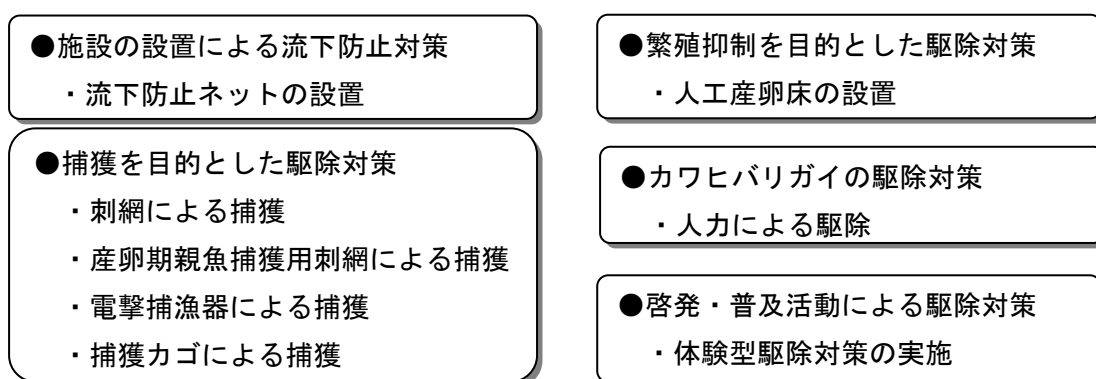 ●施設の設置による流下防止対策
・流下防止ネットの設置
●捕獲を目的とした駆除対策
・刺網による捕獲
・産卵期親魚捕獲用刺網による捕獲
・電撃捕漁器による捕獲
・捕獲カゴによる捕獲
●繁殖抑制を目的とした駆除対策
・人工産卵床の設置
●カワヒバリガイの駆除対策
・人力による駆除
●啓発・普及活動による駆除対策
・体験型駆除対策の実施